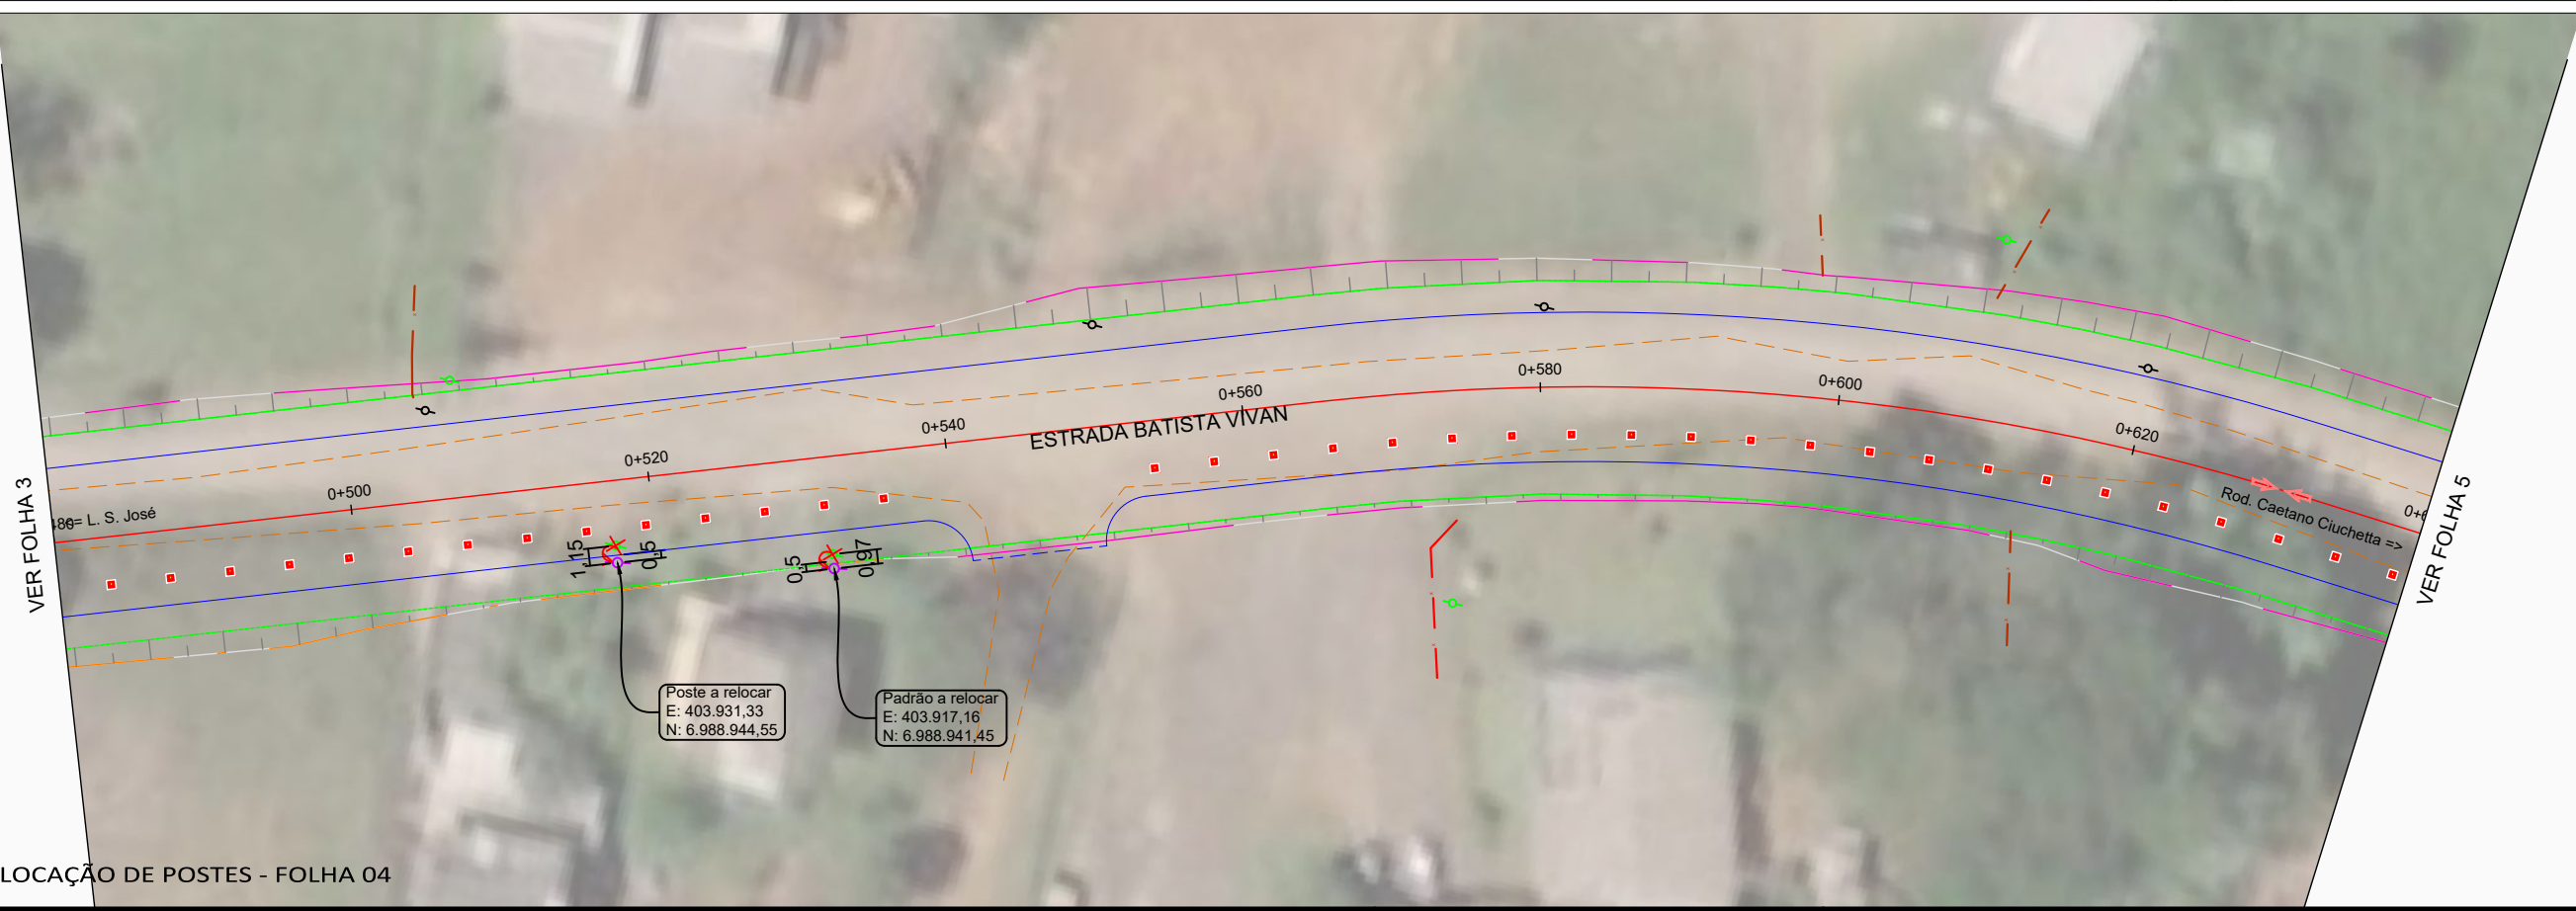 0+500
0+520
0+540
0+560
0+580
0+600
0+620
ESTRADA BATISTA VIVAN
<= L. S. José
Rod. Caetano Ciuchetta =>
VER FOLHA 3
VER FOLHA 5
1,15
0,5
0,5
0,97
Poste a relocar
E: 403.931,33
N: 6.988.944,55
Padrão a relocar
E: 403.917,16
N: 6.988.941,45
LOCAÇÃO DE POSTES - FOLHA 04